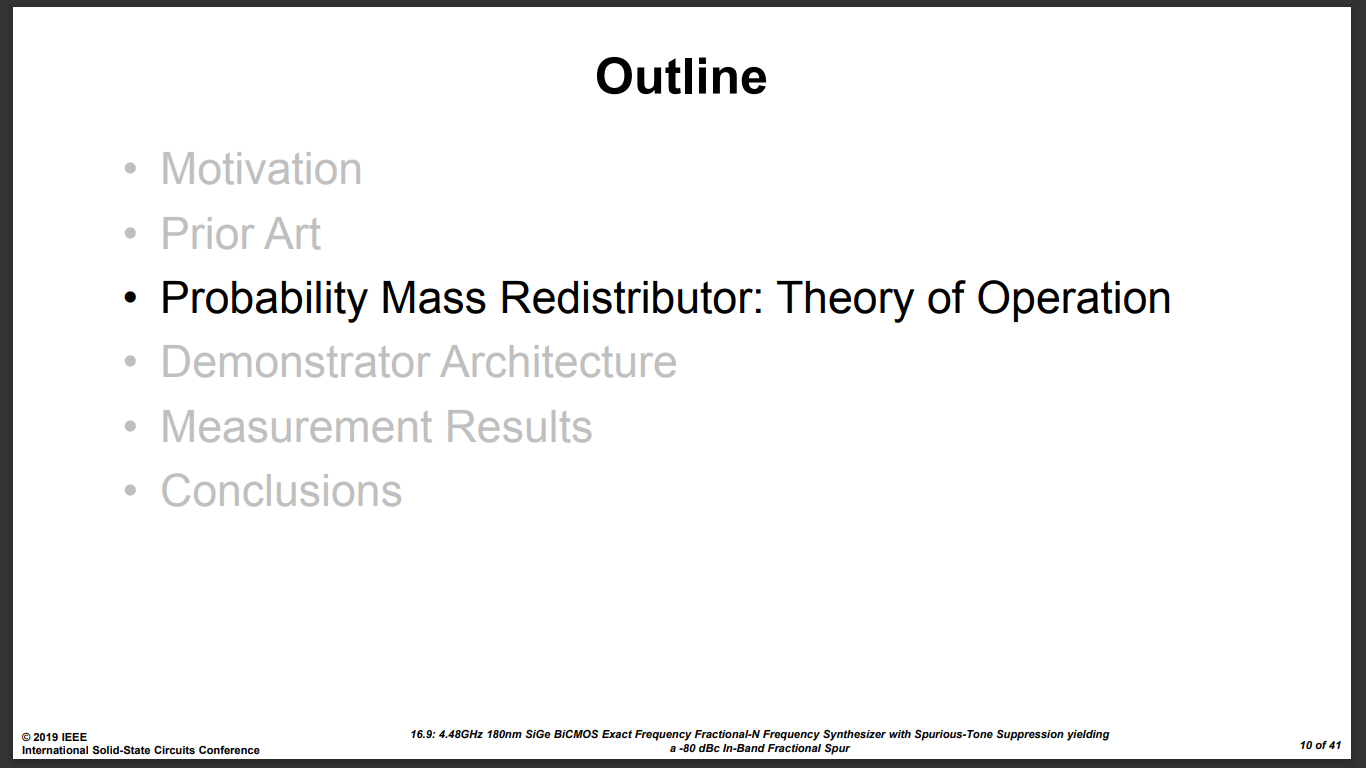 Outline
• Motivation
• Prior Art
• Probability Mass Redistributor: Theory of Operation
• Demonstrator Architecture
• Measurement Results
• Conclusions
© 2019 IEEE
International Solid-State Circuits Conference
16.9: 4.48GHz 180nm SiGe BiCMOS Exact Frequency Fractional-N Frequency Synthesizer with Spurious-Tone Suppression yielding
a -80 dBc In-Band Fractional Spur
10 of 41